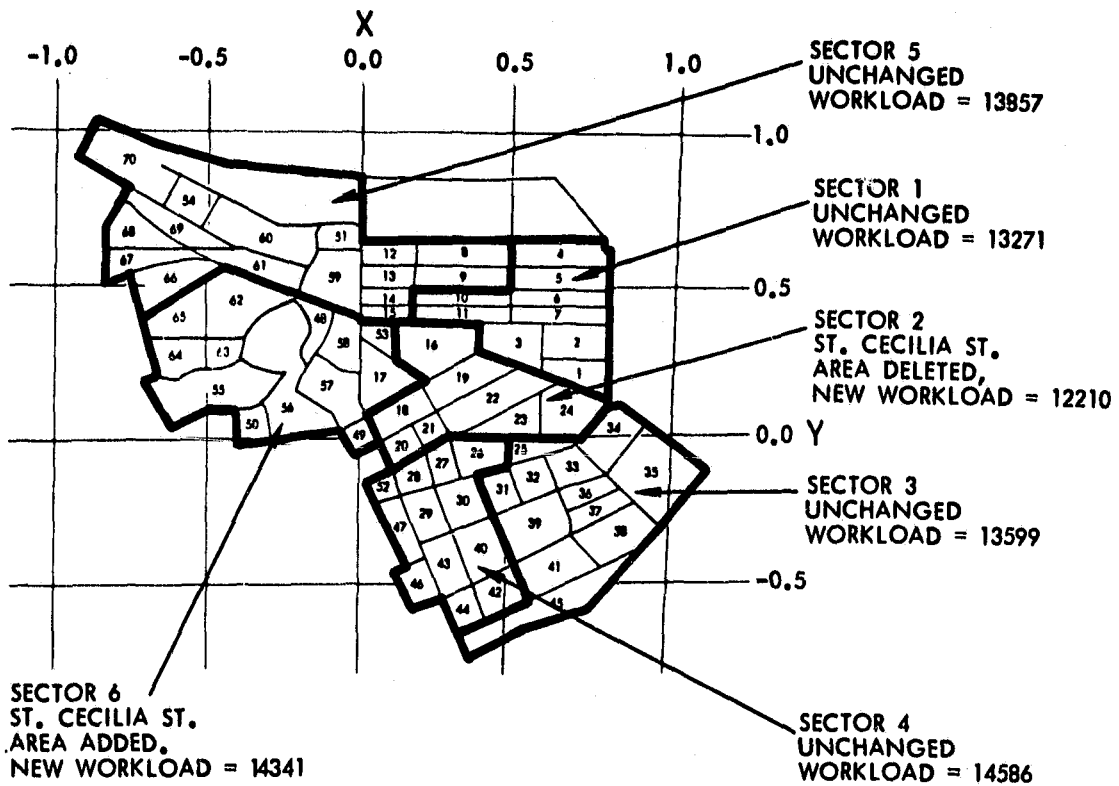 X
-1.0 -0.5 0.0 0.5 1.0
SECTOR 5
UNCHANGED
WORKLOAD = 13857
1.0
SECTOR 1
UNCHANGED
WORKLOAD = 13271
0.5
SECTOR 2
ST. CECILIA ST.
AREA DELETED,
NEW WORKLOAD = 12210
0.0 Y
SECTOR 3
UNCHANGED
WORKLOAD = 13599
-0.5
SECTOR 4
UNCHANGED
WORKLOAD = 14586
SECTOR 6
ST. CECILIA ST.
AREA ADDED.
NEW WORKLOAD = 14341
70
54
68 69 60 51
67 61 59
66
12 8 4
13 9 5
14 10 6
15 11 7
62
65 48 58 53 16 3 2
64 63 17 19 1
55 57 22
56 18 23 24
50 49 20 21 34
52 28 27 26 25
31 32 33 35
47 29 30 36
39 37 38
43 40 41
46 42 45
44